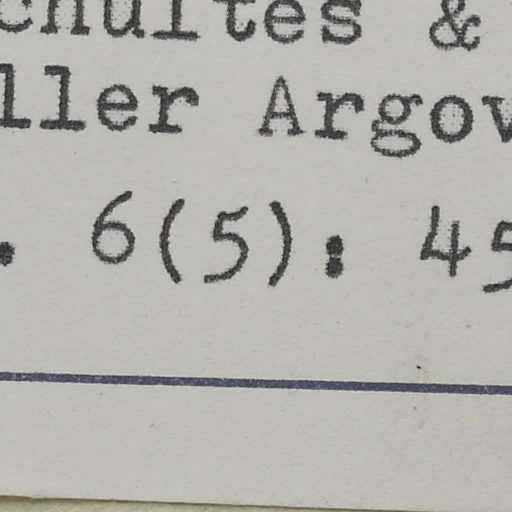 chultes &
ller Argov
. 6(5): 45